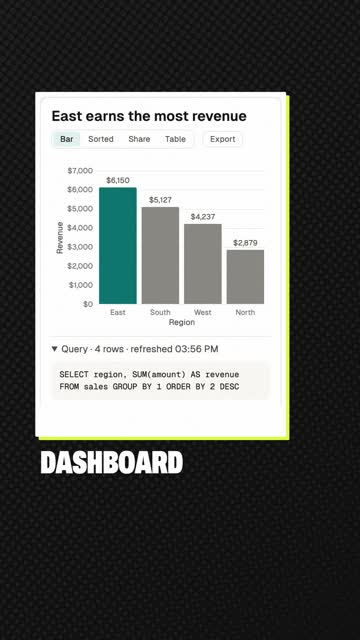 East earns the most revenue
Bar Sorted Share Table Export
$7,000
$6,000
$5,000
$4,000
$3,000
$2,000
$1,000
$0
Revenue
$6,150
$5,127
$4,237
$2,879
East South West North
Region
▼ Query · 4 rows · refreshed 03:56 PM
SELECT region, SUM(amount) AS revenue
FROM sales GROUP BY 1 ORDER BY 2 DESC
DASHBOARD